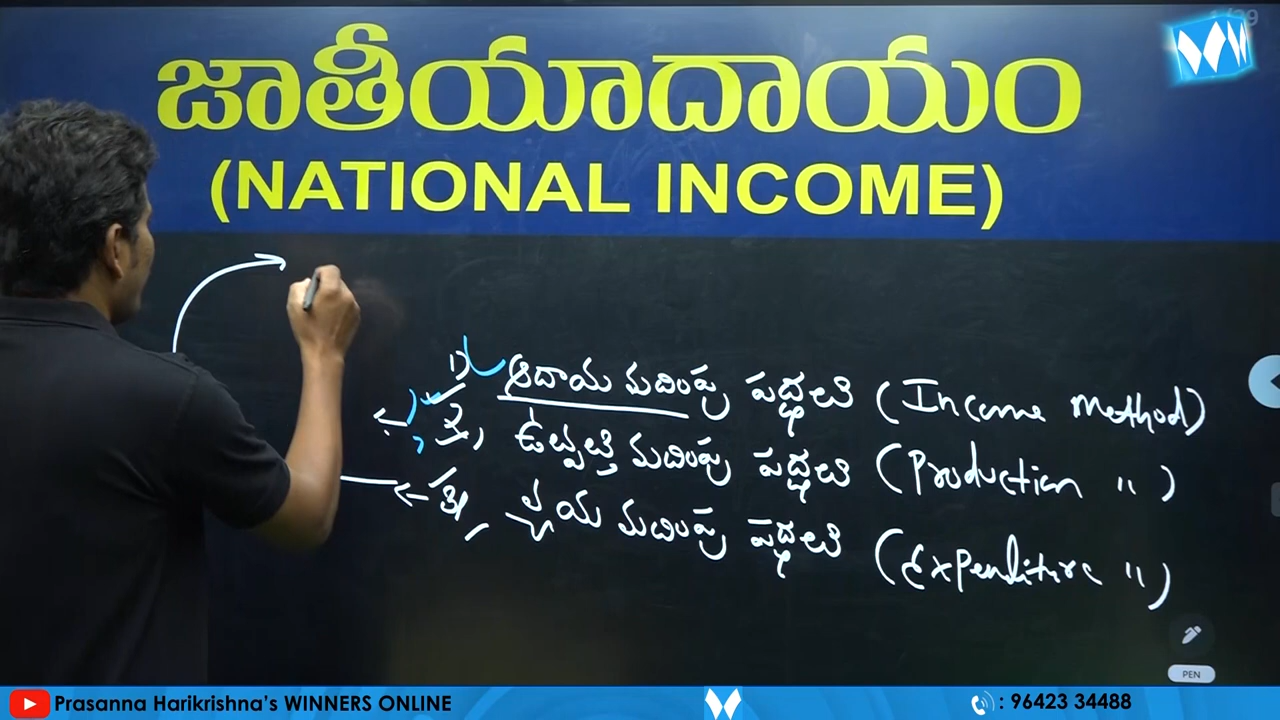 జాతీయాదాయం
(NATIONAL INCOME)
1) ఆదాయ మదింపు పద్ధతి (Income method)
2, ఉత్పత్తి మదింపు పద్ధతి (Production 〃)
3, వ్యయ మదింపు పద్ధతి (Expenditure 〃)
PEN
Prasanna Harikrishna's WINNERS ONLINE
: 96423 34488